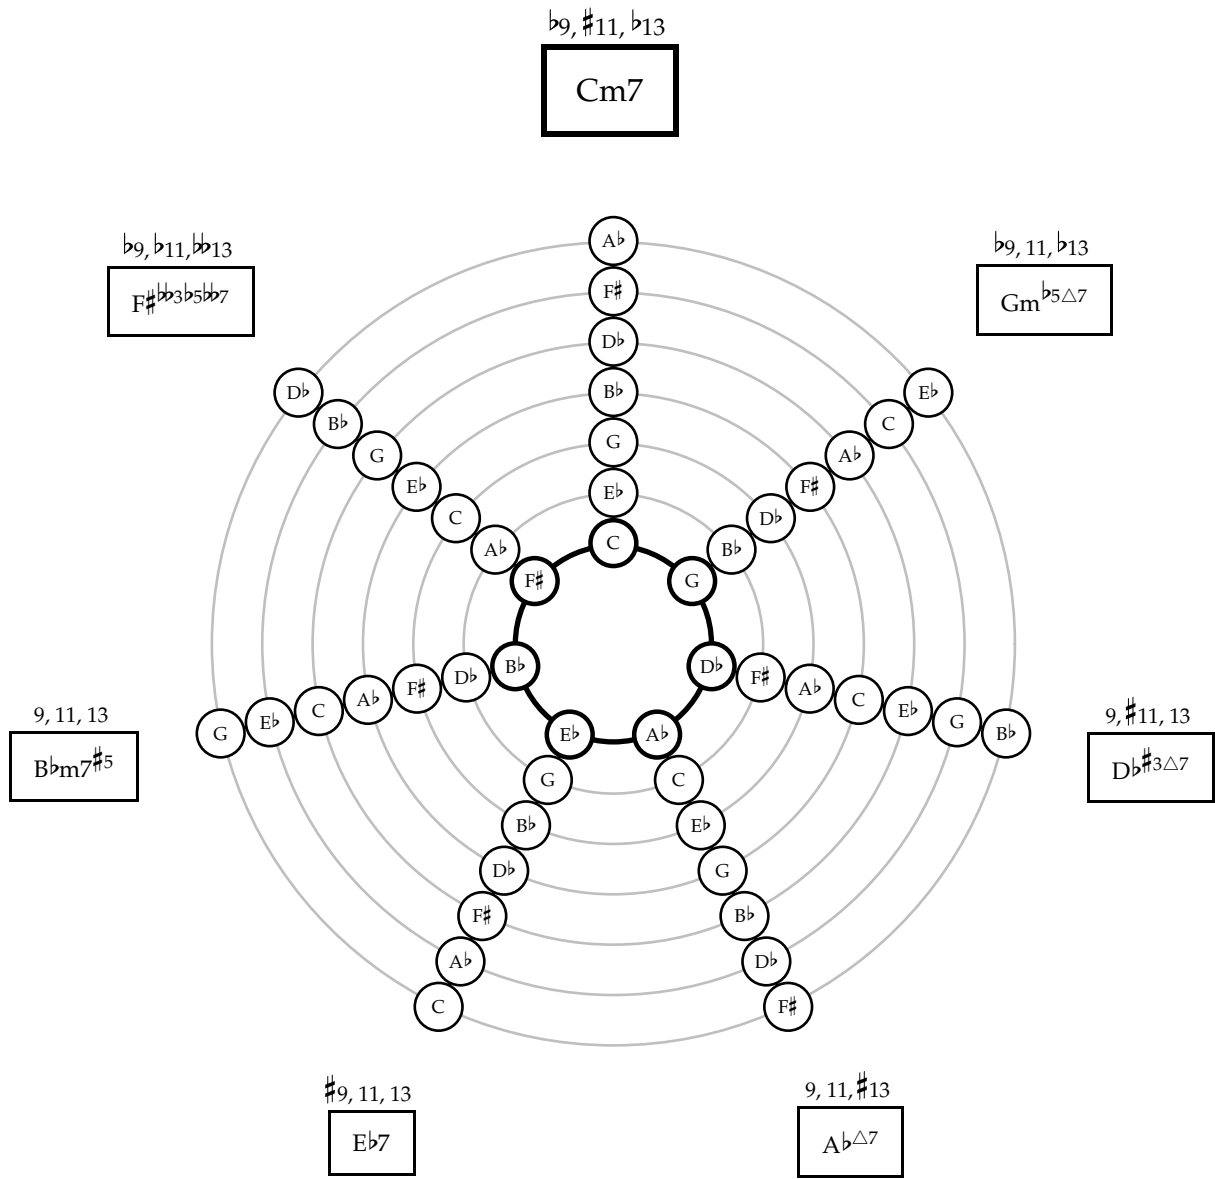 ♭9, ♯11, ♭13
Cm7
♭9, ♭11, 𝄫13
F♯𝄫3♭5𝄫7
♭9, 11, ♭13
Gm♭5△7
A♭
F♯
D♭
B♭
G
E♭
C
D♭
B♭
G
E♭
C
A♭
F♯
E♭
C
A♭
F♯
D♭
B♭
G
G
E♭
C
A♭
F♯
D♭
B♭
D♭
F♯
A♭
C
E♭
G
B♭
9, 11, 13
B♭m7♯5
9, ♯11, 13
D♭♯3△7
E♭
G
B♭
D♭
F♯
A♭
C
A♭
C
E♭
G
B♭
D♭
F♯
♯9, 11, 13
E♭7
9, 11, ♯13
A♭△7